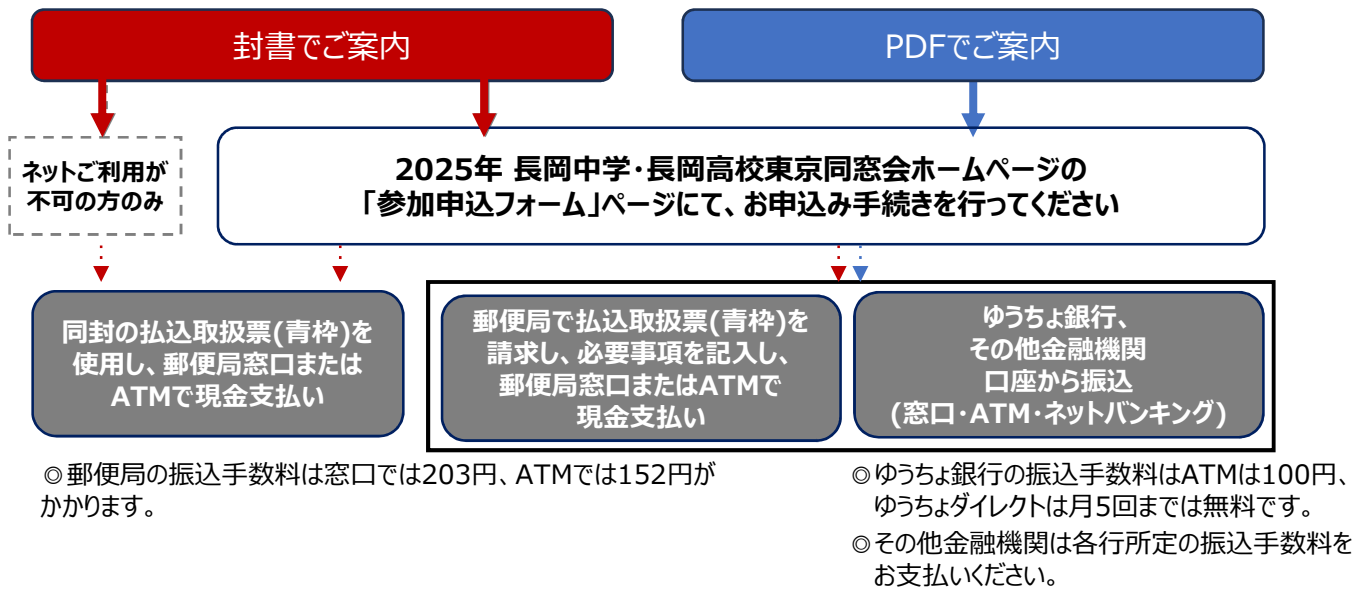 封書でご案内
PDFでご案内
ネットご利用が
不可の方のみ
2025年 長岡中学・長岡高校東京同窓会ホームページの
「参加申込フォーム」ページにて、お申込み手続きを行ってください
同封の払込取扱票(青枠)を
使用し、郵便局窓口または
ATMで現金支払い
郵便局で払込取扱票(青枠)を
請求し、必要事項を記入し、
郵便局窓口またはATMで
現金支払い
ゆうちょ銀行、
その他金融機関
口座から振込
(窓口・ATM・ネットバンキング)
◎郵便局の振込手数料は窓口では203円、ATMでは152円が
かかります。
◎ゆうちょ銀行の振込手数料はATMは100円、
ゆうちょダイレクトは月5回までは無料です。
◎その他金融機関は各行所定の振込手数料を
お支払いください。